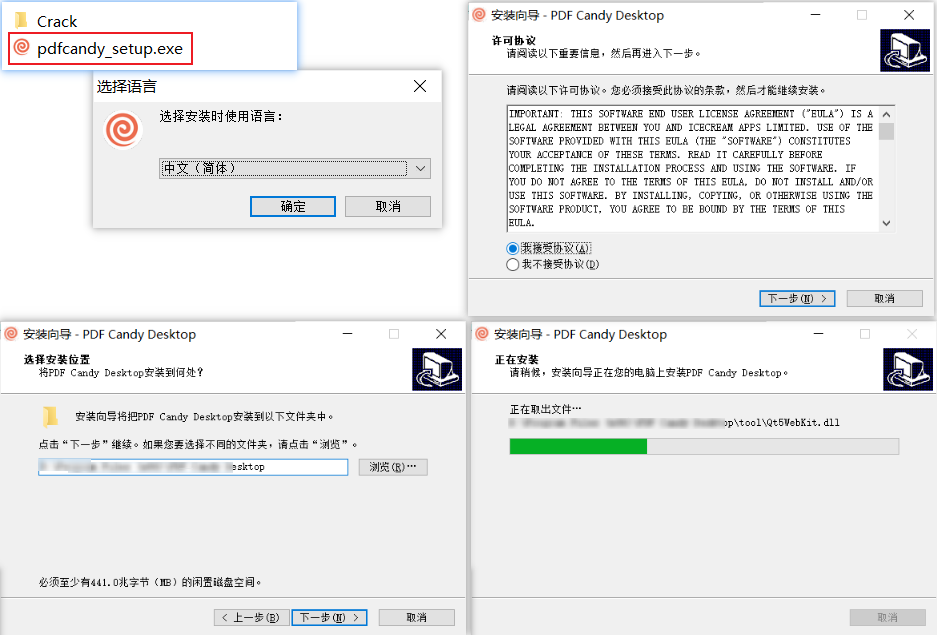 Crack
pdfcandy_setup.exe
选择语言
选择安装时使用语言：
中文（简体）
确定
取消
安装向导 - PDF Candy Desktop
许可协议
请阅读以下重要信息，然后再进入下一步。
请阅读以下许可协议。您必须接受此协议的条款，然后才能继续安装。
IMPORTANT: THIS SOFTWARE END USER LICENSE AGREEMENT ("EULA") IS A
LEGAL AGREEMENT BETWEEN YOU AND ICECREAM APPS LIMITED. USE OF THE
SOFTWARE PROVIDED WITH THIS EULA (THE "SOFTWARE") CONSTITUTES
YOUR ACCEPTANCE OF THESE TERMS. READ IT CAREFULLY BEFORE
COMPLETING THE INSTALLATION PROCESS AND USING THE SOFTWARE. IF
YOU DO NOT AGREE TO THE TERMS OF THIS EULA, DO NOT INSTALL AND/OR
USE THIS SOFTWARE. BY INSTALLING, COPYING, OR OTHERWISE USING THE
SOFTWARE PRODUCT, YOU AGREE TO BE BOUND BY THE TERMS OF THIS
EULA.
我接受协议(A)
我不接受协议(D)
下一步(N) >
取消
安装向导 - PDF Candy Desktop
选择安装位置
将PDF Candy Desktop安装到何处？
安装向导将把PDF Candy Desktop安装到以下文件夹中。
点击“下一步”继续。如果您要选择不同的文件夹，请点击“浏览”。
esktop
浏览(R)…
必须至少有441.0兆字节（MB）的闲置磁盘空间。
< 上一步(B)
下一步(N) >
取消
安装向导 - PDF Candy Desktop
正在安装
请稍候，安装向导正在您的电脑上安装PDF Candy Desktop。
正在取出文件…
op\tool\Qt5WebKit.dll
取消